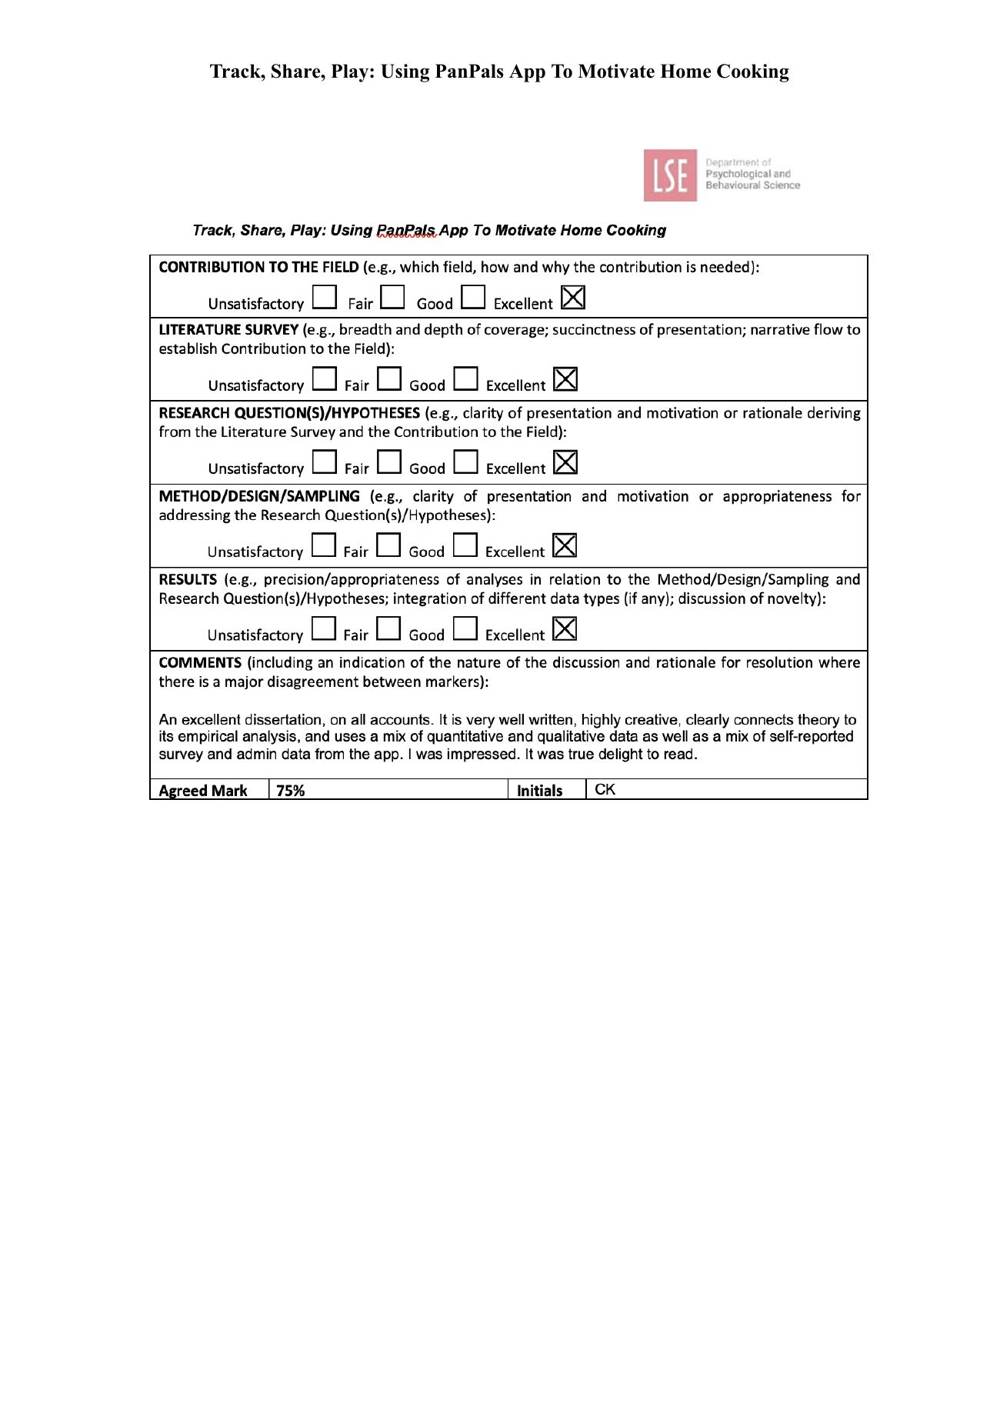 Track, Share, Play: Using PanPals App To Motivate Home Cooking
LSE
Department of
Psychological and
Behavioural Science
Track, Share, Play: Using PanPals App To Motivate Home Cooking
CONTRIBUTION TO THE FIELD (e.g., which field, how and why the contribution is needed):
Unsatisfactory ☐ Fair ☐ Good ☐ Excellent ☒
LITERATURE SURVEY (e.g., breadth and depth of coverage; succinctness of presentation; narrative flow to
establish Contribution to the Field):
Unsatisfactory ☐ Fair ☐ Good ☐ Excellent ☒
RESEARCH QUESTION(S)/HYPOTHESES (e.g., clarity of presentation and motivation or rationale deriving
from the Literature Survey and the Contribution to the Field):
Unsatisfactory ☐ Fair ☐ Good ☐ Excellent ☒
METHOD/DESIGN/SAMPLING (e.g., clarity of presentation and motivation or appropriateness for
addressing the Research Question(s)/Hypotheses):
Unsatisfactory ☐ Fair ☐ Good ☐ Excellent ☒
RESULTS (e.g., precision/appropriateness of analyses in relation to the Method/Design/Sampling and
Research Question(s)/Hypotheses; integration of different data types (if any); discussion of novelty):
Unsatisfactory ☐ Fair ☐ Good ☐ Excellent ☒
COMMENTS (including an indication of the nature of the discussion and rationale for resolution where
there is a major disagreement between markers):
An excellent dissertation, on all accounts. It is very well written, highly creative, clearly connects theory to
its empirical analysis, and uses a mix of quantitative and qualitative data as well as a mix of self-reported
survey and admin data from the app. I was impressed. It was true delight to read.
Agreed Mark 75% Initials CK